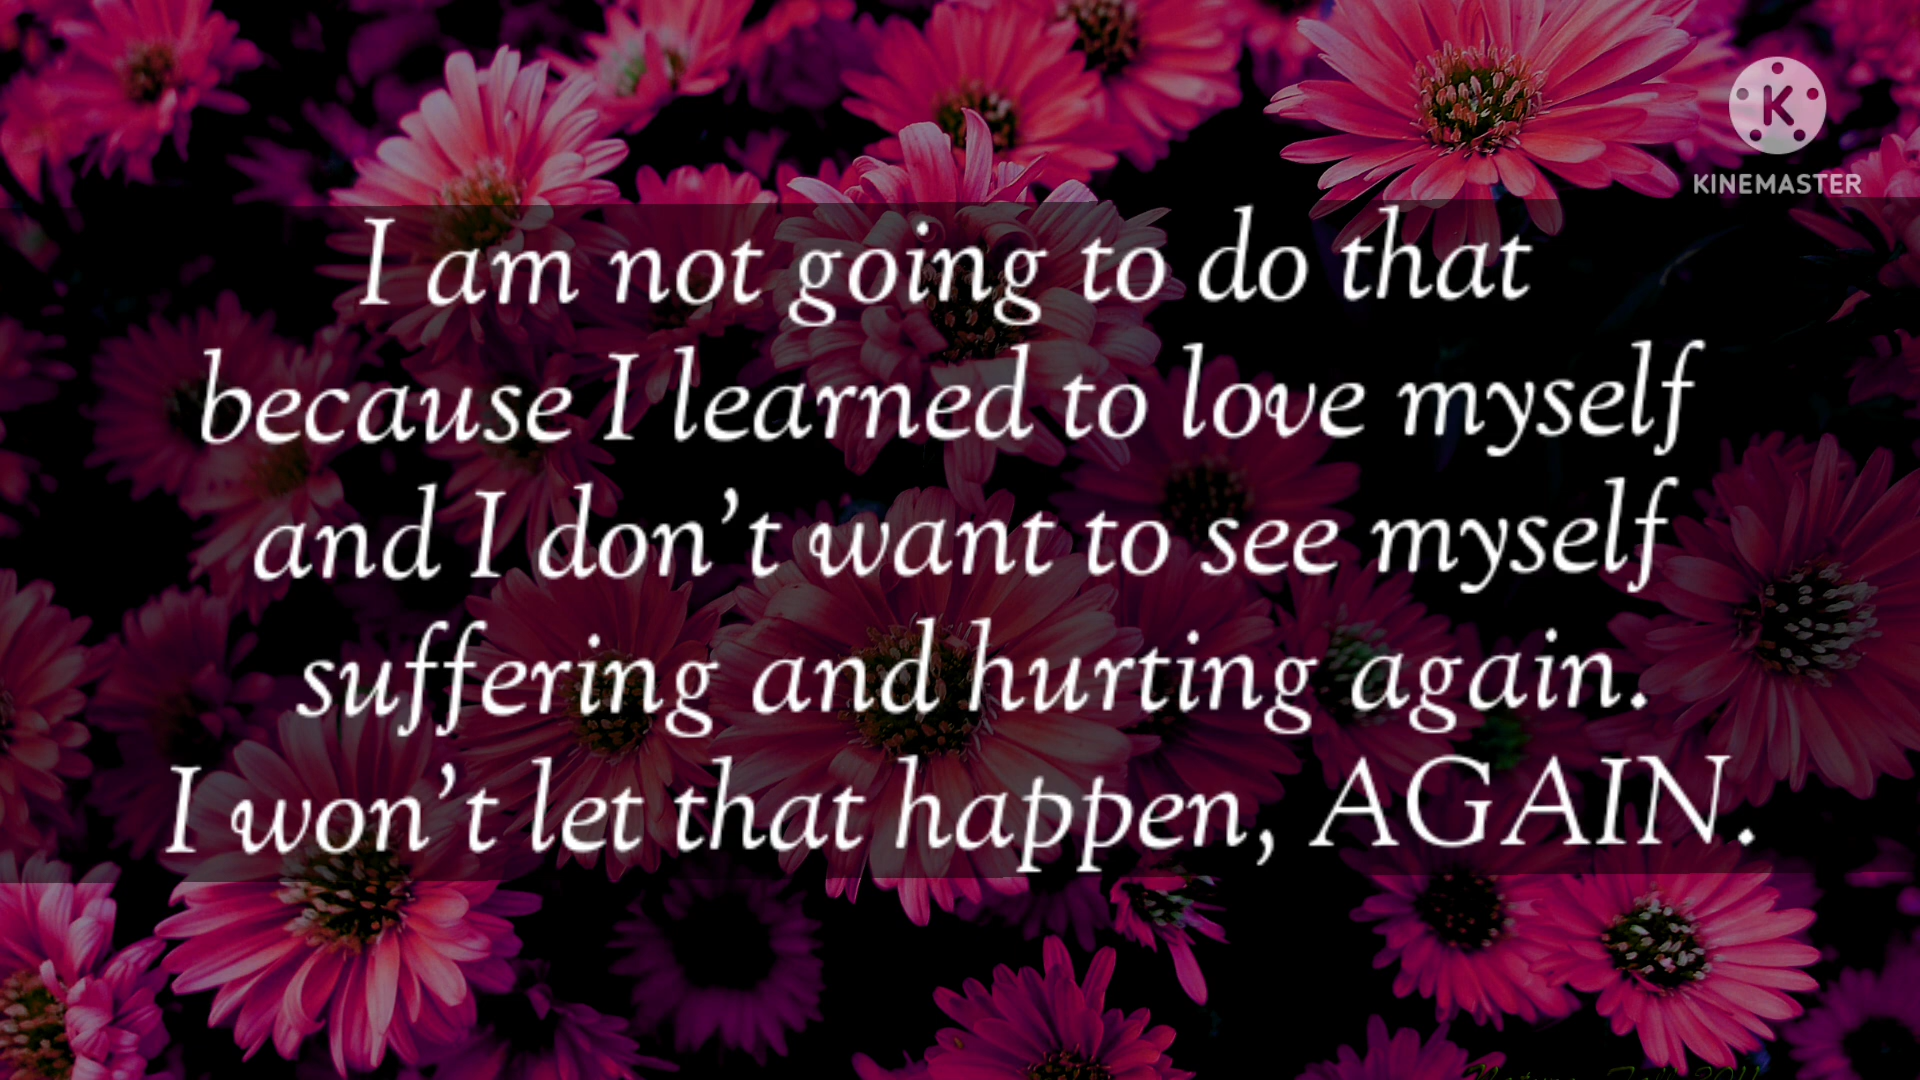 KINEMASTER
I am not going to do that
because I learned to love myself
and I don’t want to see myself
suffering and hurting again.
I won’t let that happen, AGAIN.